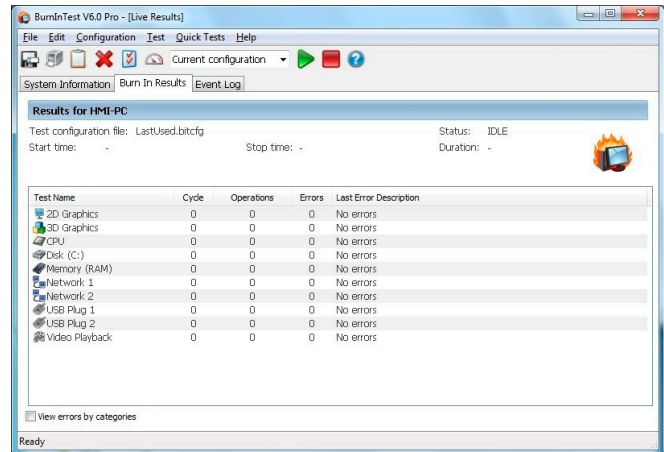 BurnInTest V6.0 Pro - [Live Results]
File Edit Configuration Test Quick Tests Help
Current configuration
System Information Burn In Results Event Log
Results for HMI-PC
Test configuration file: LastUsed.bitcfg Status: IDLE
Start time: - Stop time: - Duration: -
Test Name Cycle Operations Errors Last Error Description
2D Graphics 0 0 0 No errors
3D Graphics 0 0 0 No errors
CPU 0 0 0 No errors
Disk (C:) 0 0 0 No errors
Memory (RAM) 0 0 0 No errors
Network 1 0 0 0 No errors
Network 2 0 0 0 No errors
USB Plug 1 0 0 0 No errors
USB Plug 2 0 0 0 No errors
Video Playback 0 0 0 No errors
View errors by categories
Ready